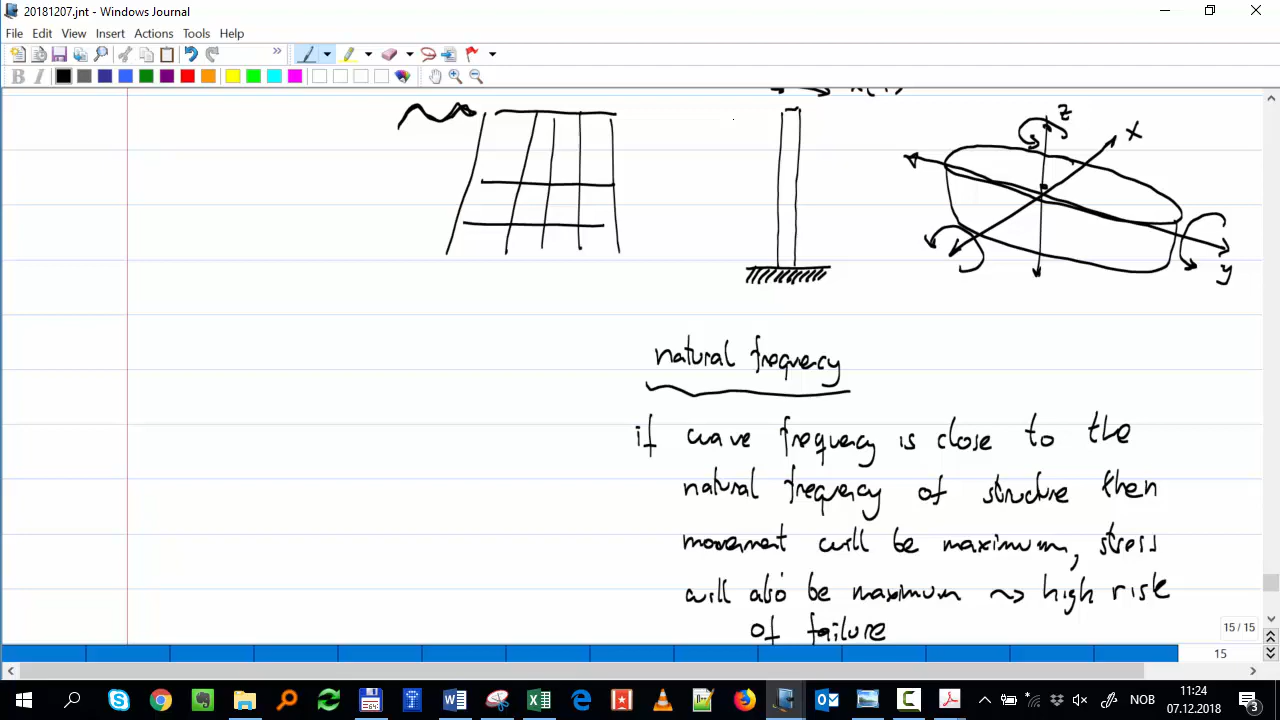 20181207.jnt - Windows Journal
File Edit View Insert Actions Tools Help
B I
z
x
y
natural frequency
if wave frequency is close to the
natural frequency of structure then
movement will be maximum, stress
will also be maximum ~> high risk
of failure
15 / 15
15
NOB
11:24
07.12.2018
3